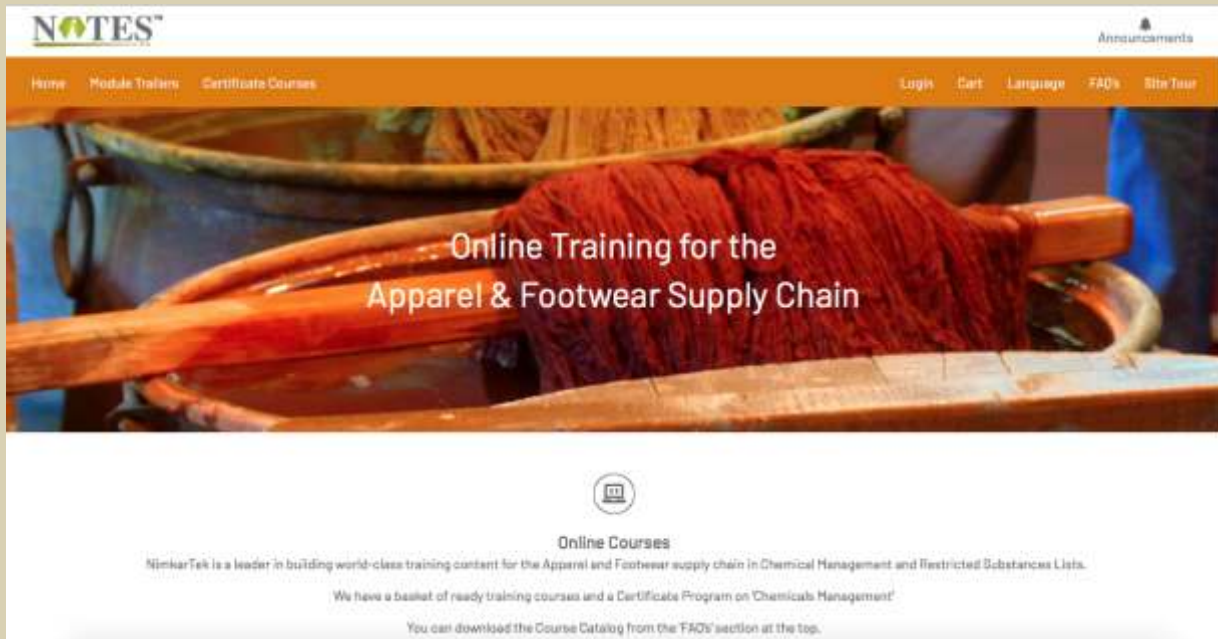 NOTES™
Announcements
Home Module Trailers Certificate Courses Login Cart Language FAQ's Site Tour
Online Training for the
Apparel & Footwear Supply Chain
Online Courses
NimkarTek is a leader in building world-class training content for the Apparel and Footwear supply chain in Chemical Management and Restricted Substances Lists.
We have a basket of ready training courses and a Certificate Program on 'Chemicals Management'
You can download the Course Catalog from the 'FAQ's' section at the top.